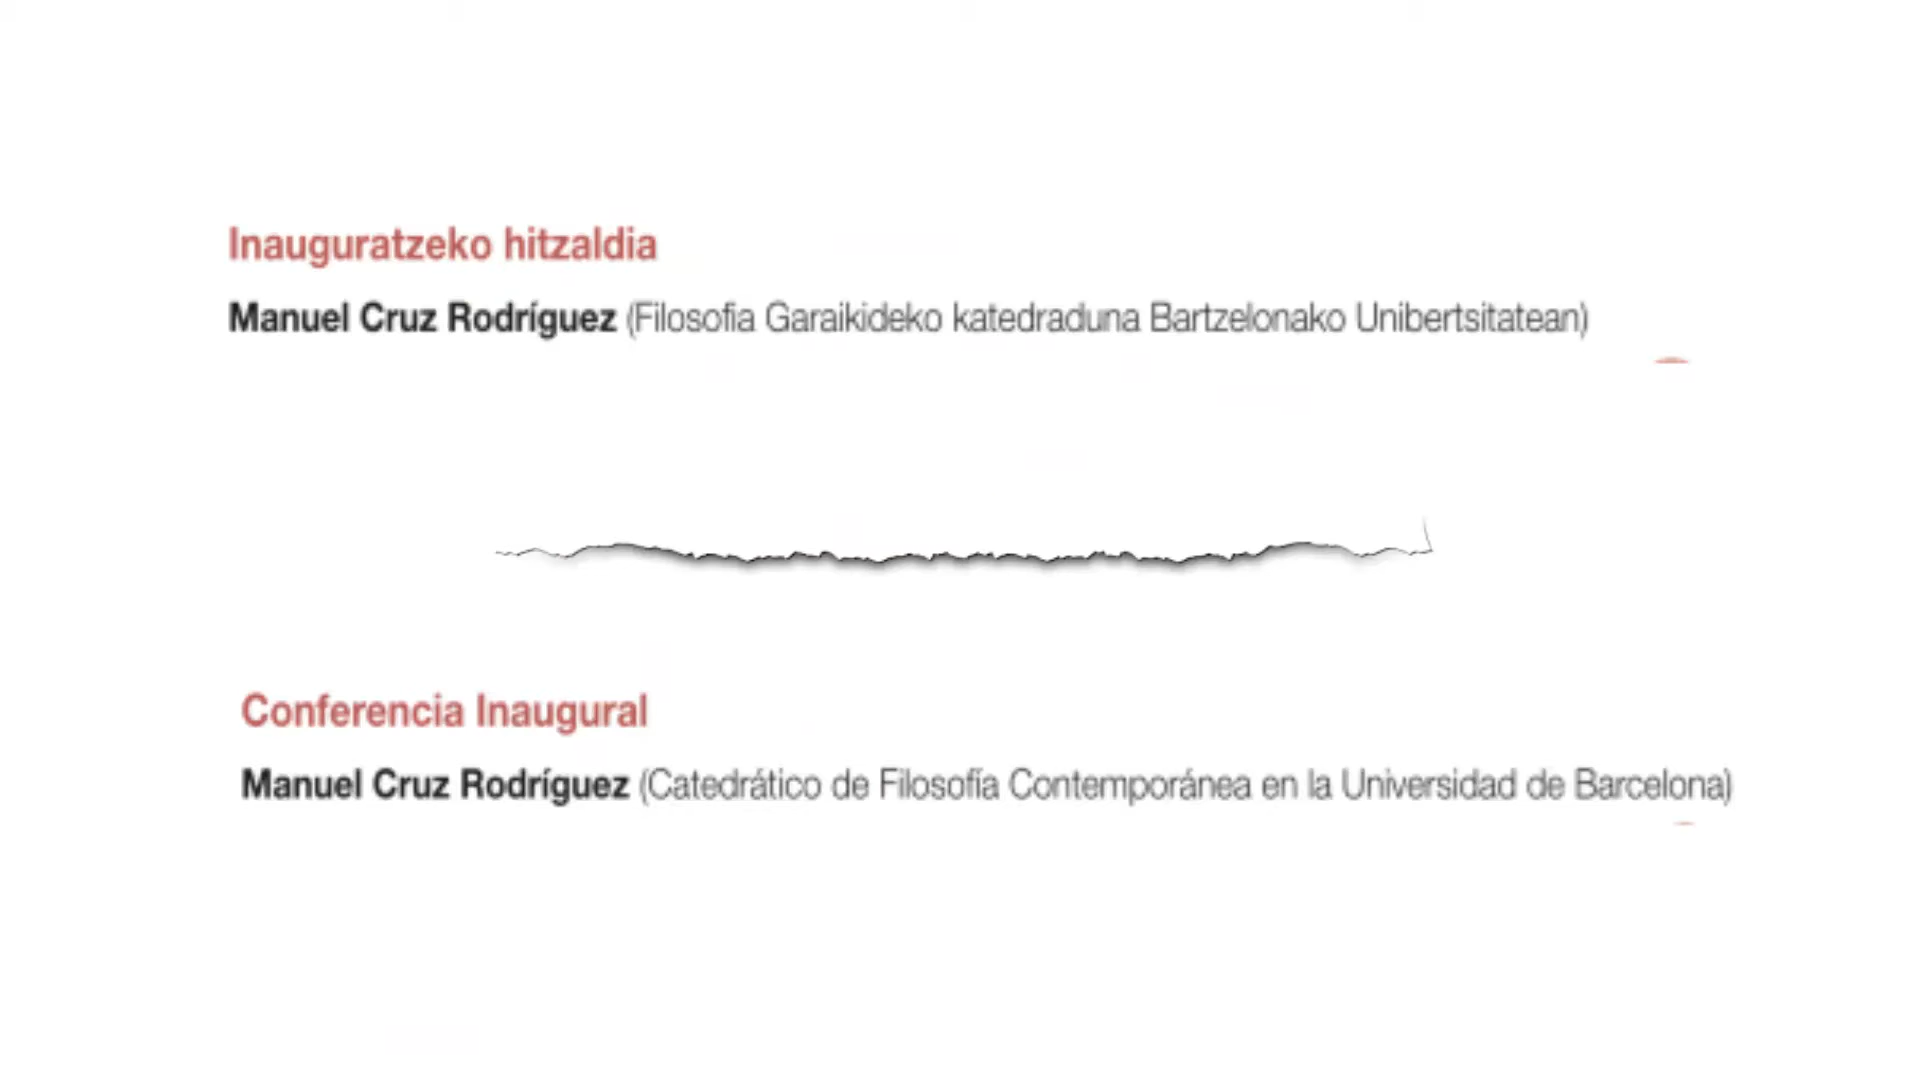 Inauguratzeko hitzaldia
Manuel Cruz Rodríguez (Filosofia Garaikideko katedraduna Bartzelonako Unibertsitatean)
Conferencia Inaugural
Manuel Cruz Rodríguez (Catedrático de Filosofía Contemporánea en la Universidad de Barcelona)